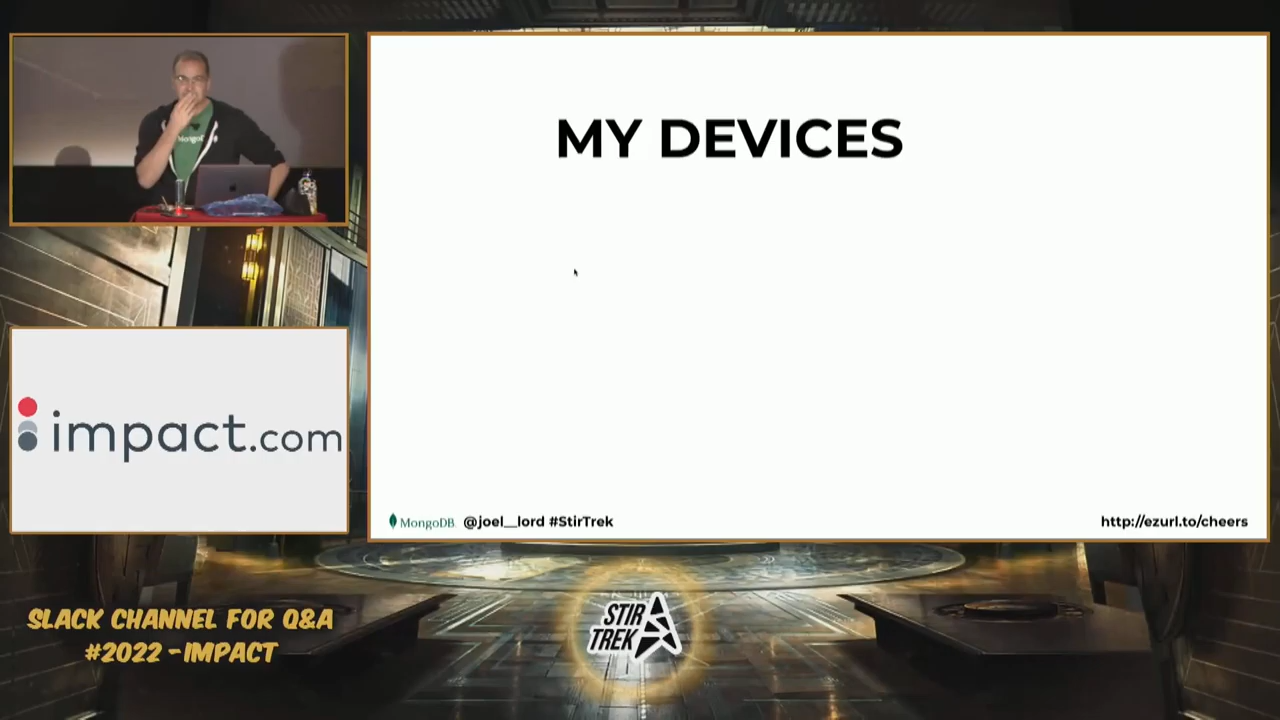 MY DEVICES
MongoDB. @joel__lord #StirTrek
http://ezurl.to/cheers
impact.com
SLACK CHANNEL FOR Q&A
#2022 - IMPACT
STIR
TREK